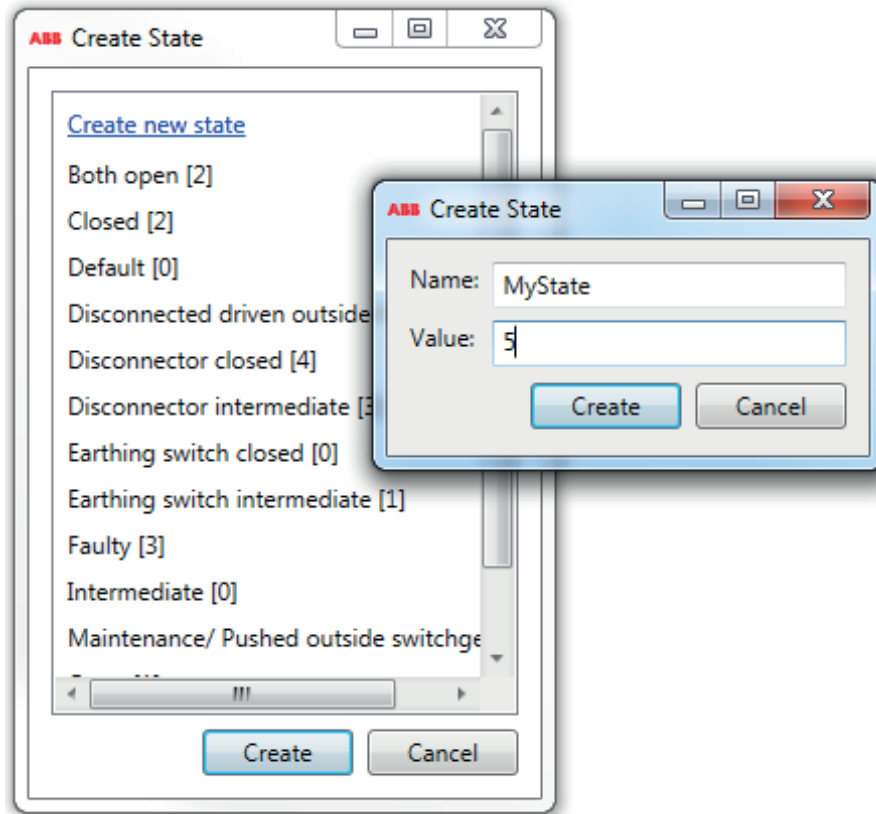 ABB Create State
Create new state
Both open [2]
Closed [2]
Default [0]
Disconnected driven outside
Disconnector closed [4]
Disconnector intermediate [3
Earthing switch closed [0]
Earthing switch intermediate [1]
Faulty [3]
Intermediate [0]
Maintenance/ Pushed outside switchge
Create Cancel
ABB Create State
Name: MyState
Value: 5
Create Cancel